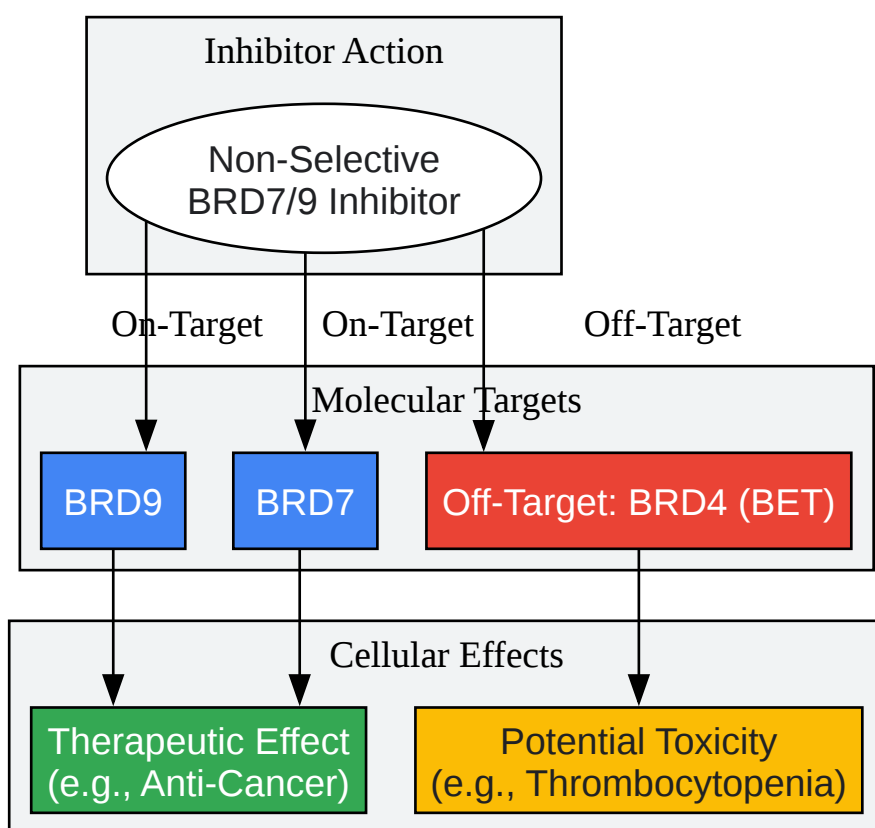 Inhibitor Action
Non-Selective
BRD7/9 Inhibitor
On-Target
On-Target
Off-Target
Molecular Targets
BRD9
BRD7
Off-Target: BRD4 (BET)
Cellular Effects
Therapeutic Effect
(e.g., Anti-Cancer)
Potential Toxicity
(e.g., Thrombocytopenia)